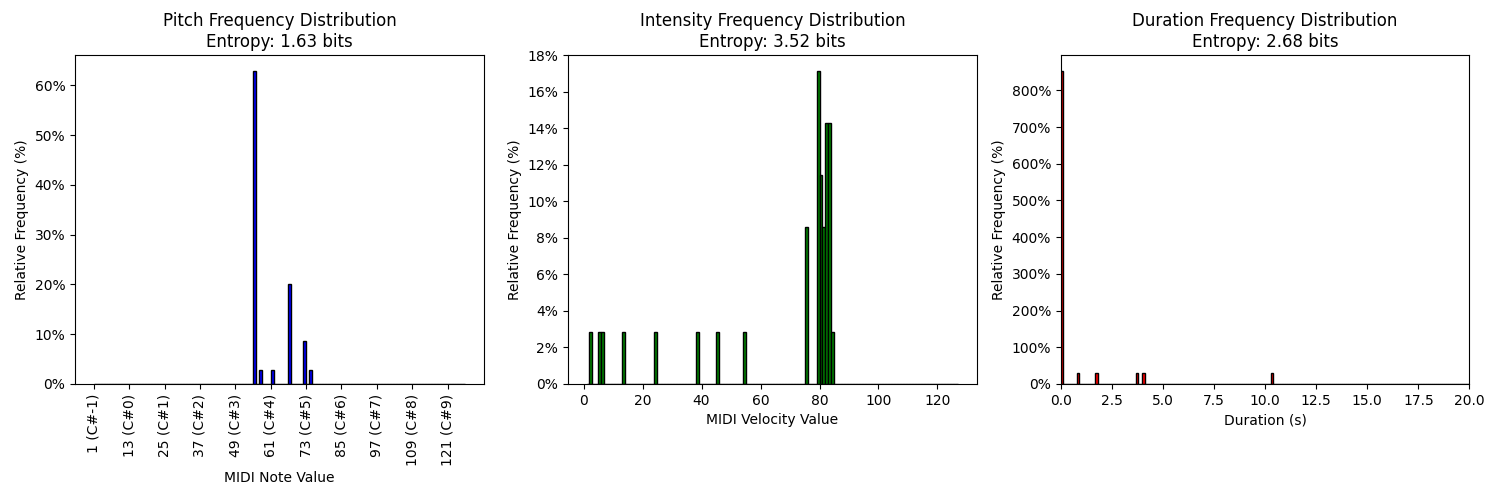 Pitch Frequency Distribution
Entropy: 1.63 bits
Relative Frequency (%)
60%
50%
40%
30%
20%
10%
0%
1 (C#-1)
13 (C#0)
25 (C#1)
37 (C#2)
49 (C#3)
61 (C#4)
73 (C#5)
85 (C#6)
97 (C#7)
109 (C#8)
121 (C#9)
MIDI Note Value
Intensity Frequency Distribution
Entropy: 3.52 bits
Relative Frequency (%)
18%
16%
14%
12%
10%
8%
6%
4%
2%
0%
0
20
40
60
80
100
120
MIDI Velocity Value
Duration Frequency Distribution
Entropy: 2.68 bits
Relative Frequency (%)
800%
700%
600%
500%
400%
300%
200%
100%
0%
0.0
2.5
5.0
7.5
10.0
12.5
15.0
17.5
20.0
Duration (s)